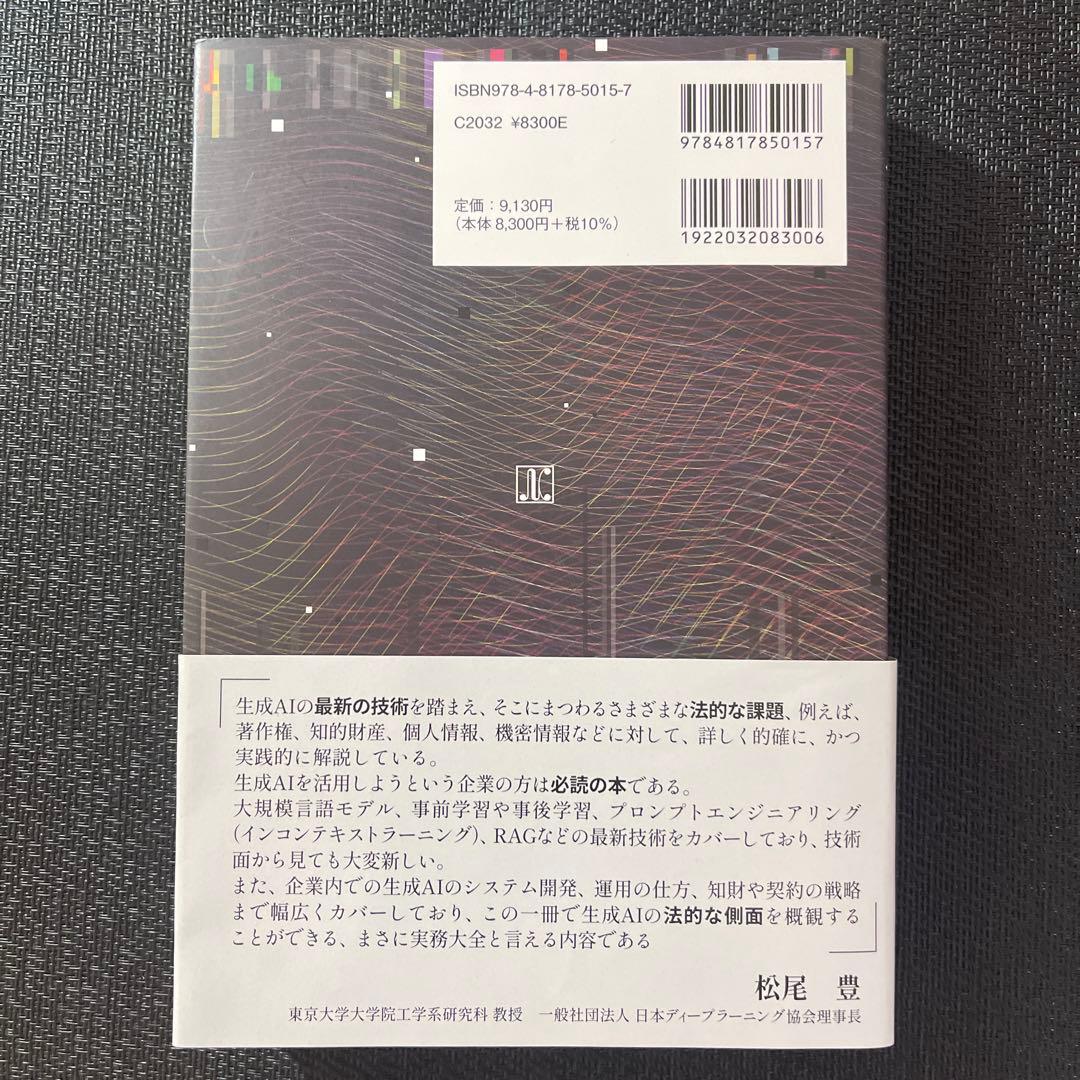 ISBN978-4-8178-5015-7
C2032 ¥8300E
9784817850157
定価：9,130円
（本体 8,300円＋税10%）
1922032083006
生成AIの最新の技術を踏まえ、そこにまつわるさまざまな法的な課題、例えば、
著作権、知的財産、個人情報、機密情報などに対して、詳しく的確に、かつ
実践的に解説している。
生成AIを活用しようという企業の方は必読の本である。
大規模言語モデル、事前学習や事後学習、プロンプトエンジニアリング
(インコンテキストラーニング)、RAGなどの最新技術をカバーしており、技術
面から見ても大変新しい。
また、企業内での生成AIのシステム開発、運用の仕方、知財や契約の戦略
まで幅広くカバーしており、この一冊で生成AIの法的な側面を概観する
ことができる、まさに実務大全と言える内容である
松尾　豊
東京大学大学院工学系研究科 教授　一般社団法人 日本ディープラーニング協会理事長